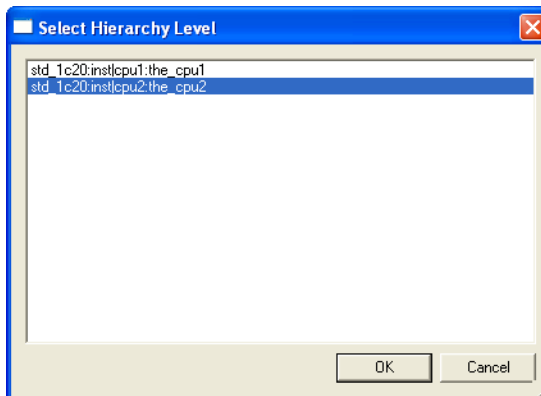 Select Hierarchy Level
std_1c20:inst|cpu1:the_cpu1
std_1c20:inst|cpu2:the_cpu2
OK
Cancel